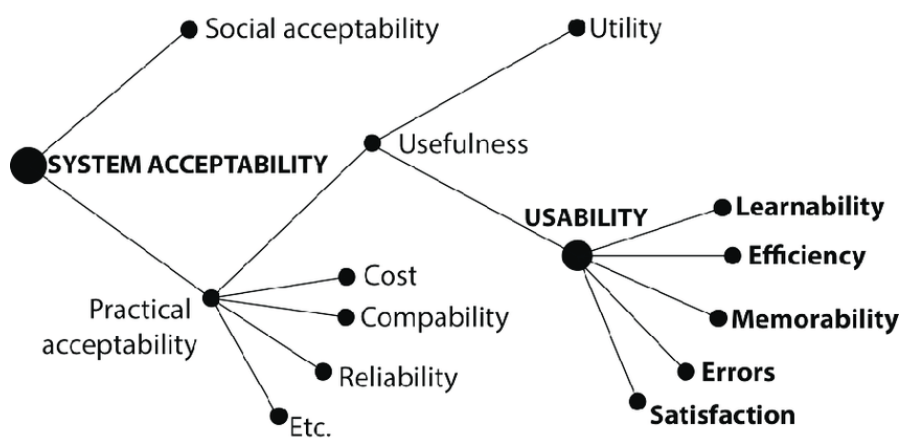 Social acceptability
Utility
Usefulness
SYSTEM ACCEPTABILITY
USABILITY
Learnability
Efficiency
Memorability
Errors
Satisfaction
Practical
acceptability
Cost
Compability
Reliability
Etc.